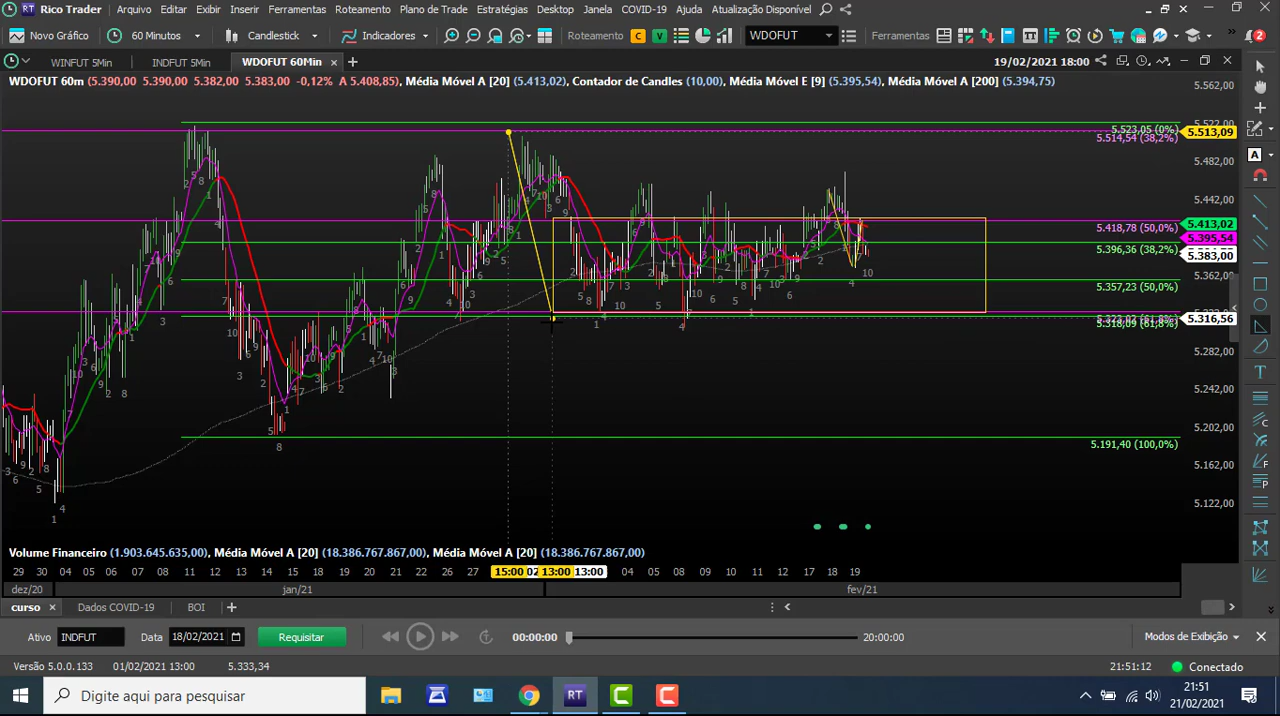 RT Rico Trader Arquivo Editar Exibir Inserir Ferramentas Roteamento Plano de Trade Estratégias Desktop Janela COVID-19 Ajuda Atualização Disponível
Novo Gráfico 60 Minutos Candlestick Indicadores Roteamento C V WDOFUT Ferramentas 2
WINFUT 5Min INDFUT 5Min WDOFUT 60Min
WDOFUT 60m (5.390,00 5.390,00 5.382,00 5.383,00 -0,12% A 5.408,85), Média Móvel A [20] (5.413,02), Contador de Candles (10,00), Média Móvel E [9] (5.395,54), Média Móvel A [200] (5.394,75)
19/02/2021 18:00
5.562,00
5.522,00
5.523,05 (0%)
5.513,09
5.514,54 (38,2%)
5.482,00
5.442,00
5.413,02
5.418,78 (50,0%)
5.395,54
5.396,36 (38,2%)
5.383,00
5.362,00
5.357,23 (50,0%)
5.316,56
5.318,09 (61,8%)
5.282,00
5.242,00
5.202,00
5.191,40 (100,0%)
5.162,00
5.122,00
Volume Financeiro (1.903.645.635,00), Média Móvel A [20] (18.386.767.867,00), Média Móvel A [20] (18.386.767.867,00)
29 30 04 05 06 07 08 11 12 13 14 15 18 19 20 21 22 26 27 15:00 02 13:00 13:00 04 05 08 09 10 11 12 17 18 19
dez/20 jan/21 fev/21
curso Dados COVID-19 BOI
Ativo INDFUT Data 18/02/2021 Requisitar 00:00:00 20:00:00 Modos de Exibição
Versão 5.0.0.133 01/02/2021 13:00 5.333,34 21:51:12 Conectado
Digite aqui para pesquisar RT 21:51
21/02/2021